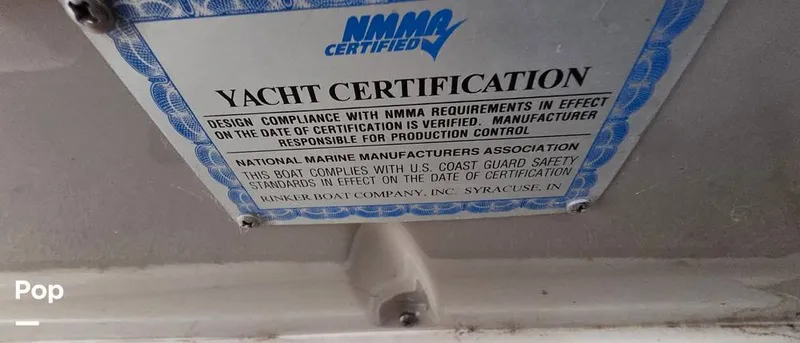 NMMA
CERTIFIED
YACHT CERTIFICATION
DESIGN COMPLIANCE WITH NMMA REQUIREMENTS IN EFFECT
ON THE DATE OF CERTIFICATION IS VERIFIED. MANUFACTURER
RESPONSIBLE FOR PRODUCTION CONTROL
NATIONAL MARINE MANUFACTURERS ASSOCIATION
THIS BOAT COMPLIES WITH U.S. COAST GUARD SAFETY
STANDARDS IN EFFECT ON THE DATE OF CERTIFICATION
RINKER BOAT COMPANY, INC. SYRACUSE, IN
Pop